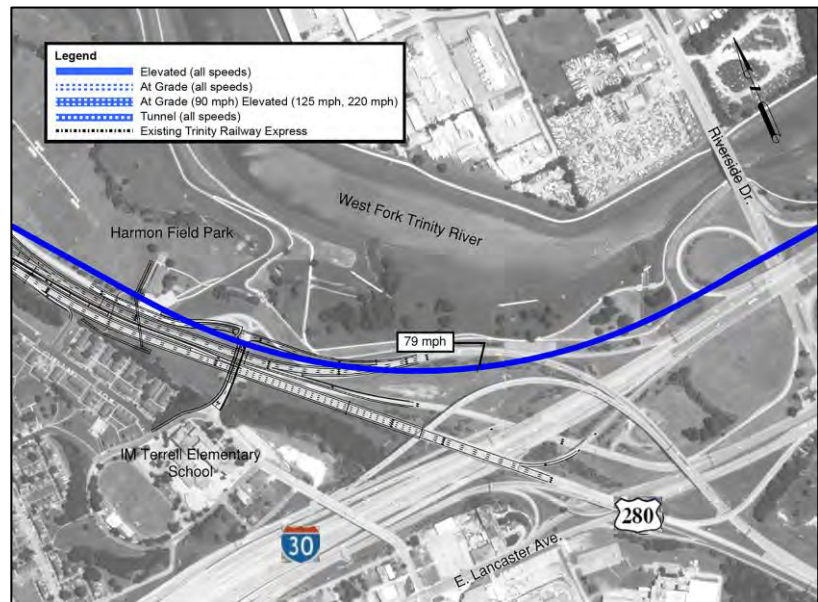 Legend
Elevated (all speeds)
At Grade (all speeds)
At Grade (90 mph) Elevated (125 mph, 220 mph)
Tunnel (all speeds)
Existing Trinity Railway Express
Riverside Dr.
West Fork Trinity River
Harmon Field Park
79 mph
IM Terrell Elementary
School
280
30
E. Lancaster Ave.